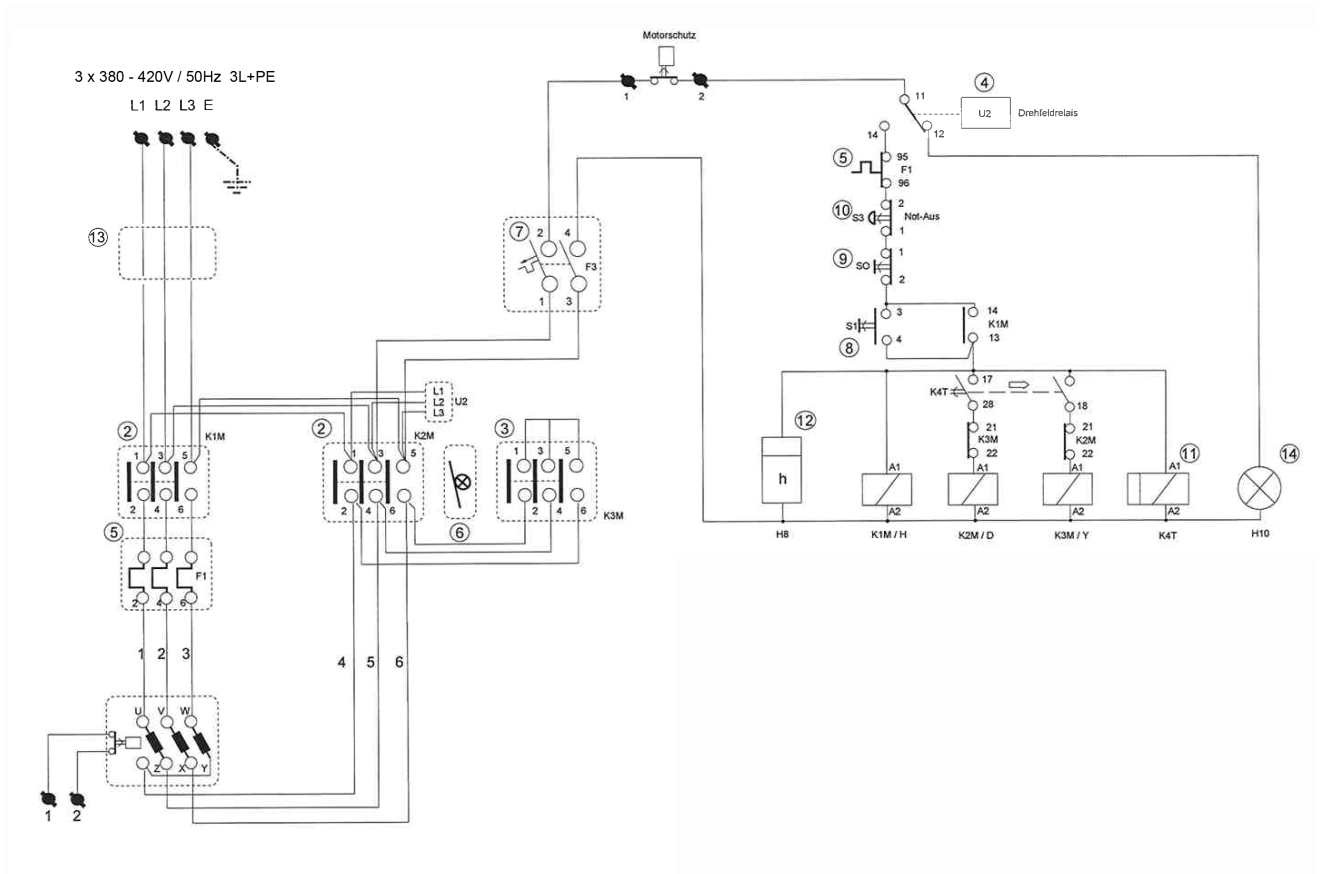 Motorschutz
3 x 380 - 420V / 50Hz 3L+PE
L1 L2 L3 E
1 2
11
4
U2
Drehfeldrelais
14
12
5
95
F1
96
10
2
S3
Not-Aus
1
13
7
2 4
F3
1 3
9
1
SO
2
3
14
S1
K1M
4
13
8
L1
L2
L3
U2
17
K4T
28
18
12
21
K3M
22
21
K2M
22
2
K1M
1 3 5
2 4 6
2
K2M
1 3 5
2 4 6
3
1 3 5
2 4 6
K3M
6
h
A1
A1
A1
A1
11
14
A2
A2
A2
A2
H8
K1M / H
K2M / D
K3M / Y
K4T
H10
5
F1
2 4 6
1 2 3
4 5 6
U V W
Z X Y
1 2